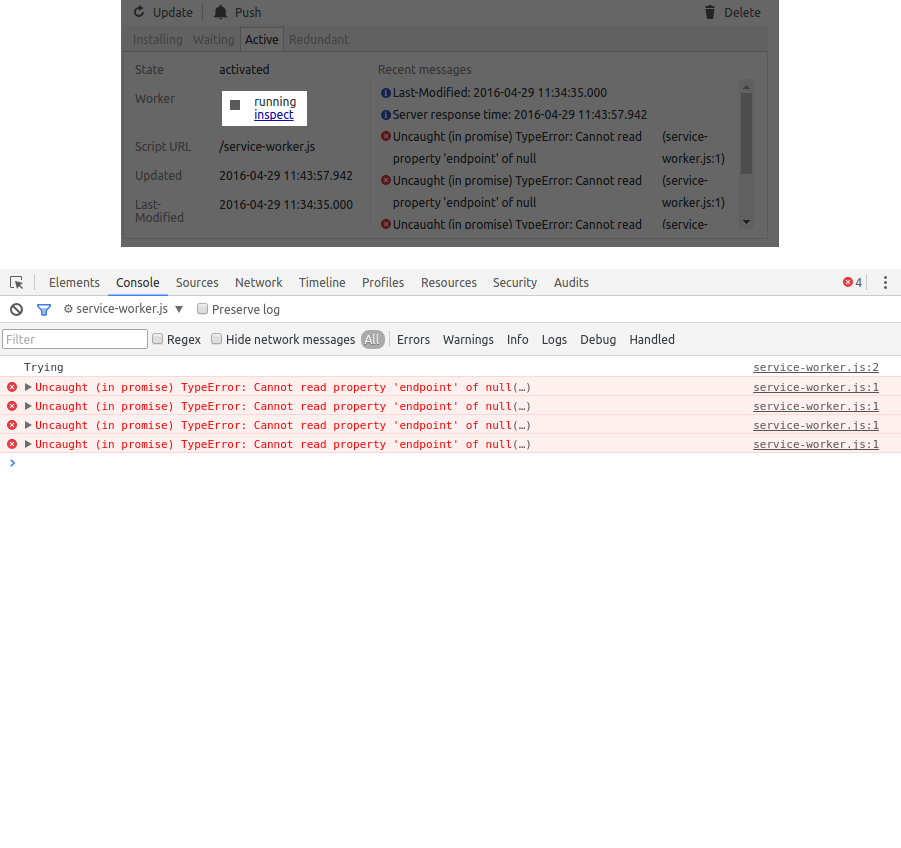 Update Push Delete
Installing Waiting Active Redundant
State activated
Worker running
inspect
Script URL /service-worker.js
Updated 2016-04-29 11:43:57.942
Last-
Modified 2016-04-29 11:34:35.000
Recent messages
Last-Modified: 2016-04-29 11:34:35.000
Server response time: 2016-04-29 11:43:57.942
Uncaught (in promise) TypeError: Cannot read (service-
property 'endpoint' of null worker.js:1)
Uncaught (in promise) TypeError: Cannot read (service-
property 'endpoint' of null worker.js:1)
Uncaught (in promise) TypeError: Cannot read (service-
Elements Console Sources Network Timeline Profiles Resources Security Audits 4
service-worker.js Preserve log
Filter Regex Hide network messages All Errors Warnings Info Logs Debug Handled
Trying service-worker.js:2
Uncaught (in promise) TypeError: Cannot read property 'endpoint' of null(…) service-worker.js:1
Uncaught (in promise) TypeError: Cannot read property 'endpoint' of null(…) service-worker.js:1
Uncaught (in promise) TypeError: Cannot read property 'endpoint' of null(…) service-worker.js:1
Uncaught (in promise) TypeError: Cannot read property 'endpoint' of null(…) service-worker.js:1